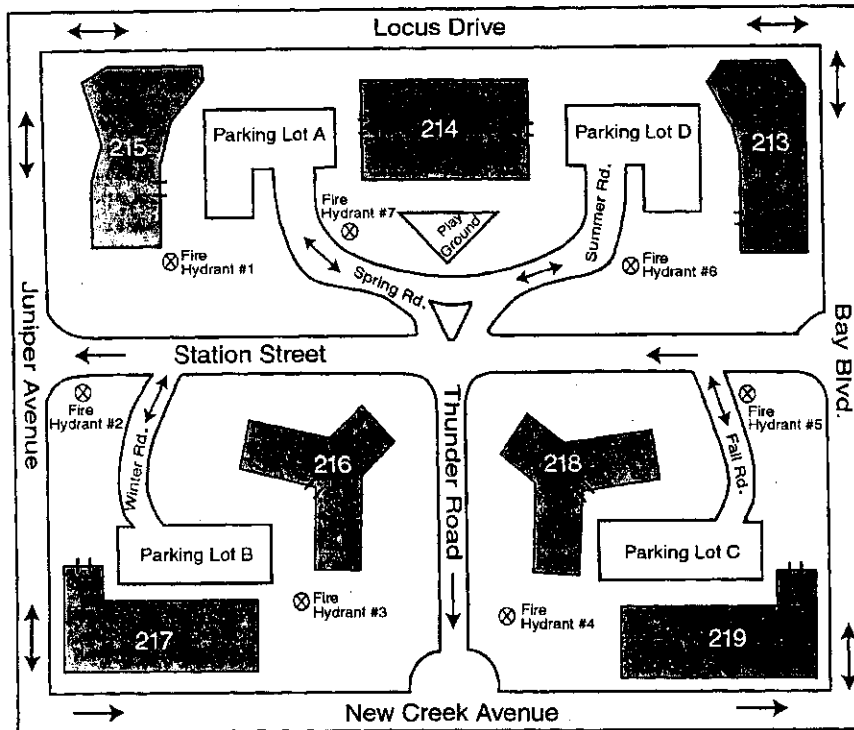 Locus Drive
215
Parking Lot A
214
Parking Lot D
213
Fire
Hydrant #7
Play
Ground
Summer Rd.
Fire
Hydrant #1
Spring Rd.
Fire
Hydrant #6
Juniper Avenue
Station Street
Bay Blvd.
Fire
Hydrant #2
Winter Rd.
216
Thunder Road
218
Fall Rd.
Fire
Hydrant #5
Parking Lot B
Parking Lot C
Fire
Hydrant #3
Fire
Hydrant #4
217
219
New Creek Avenue